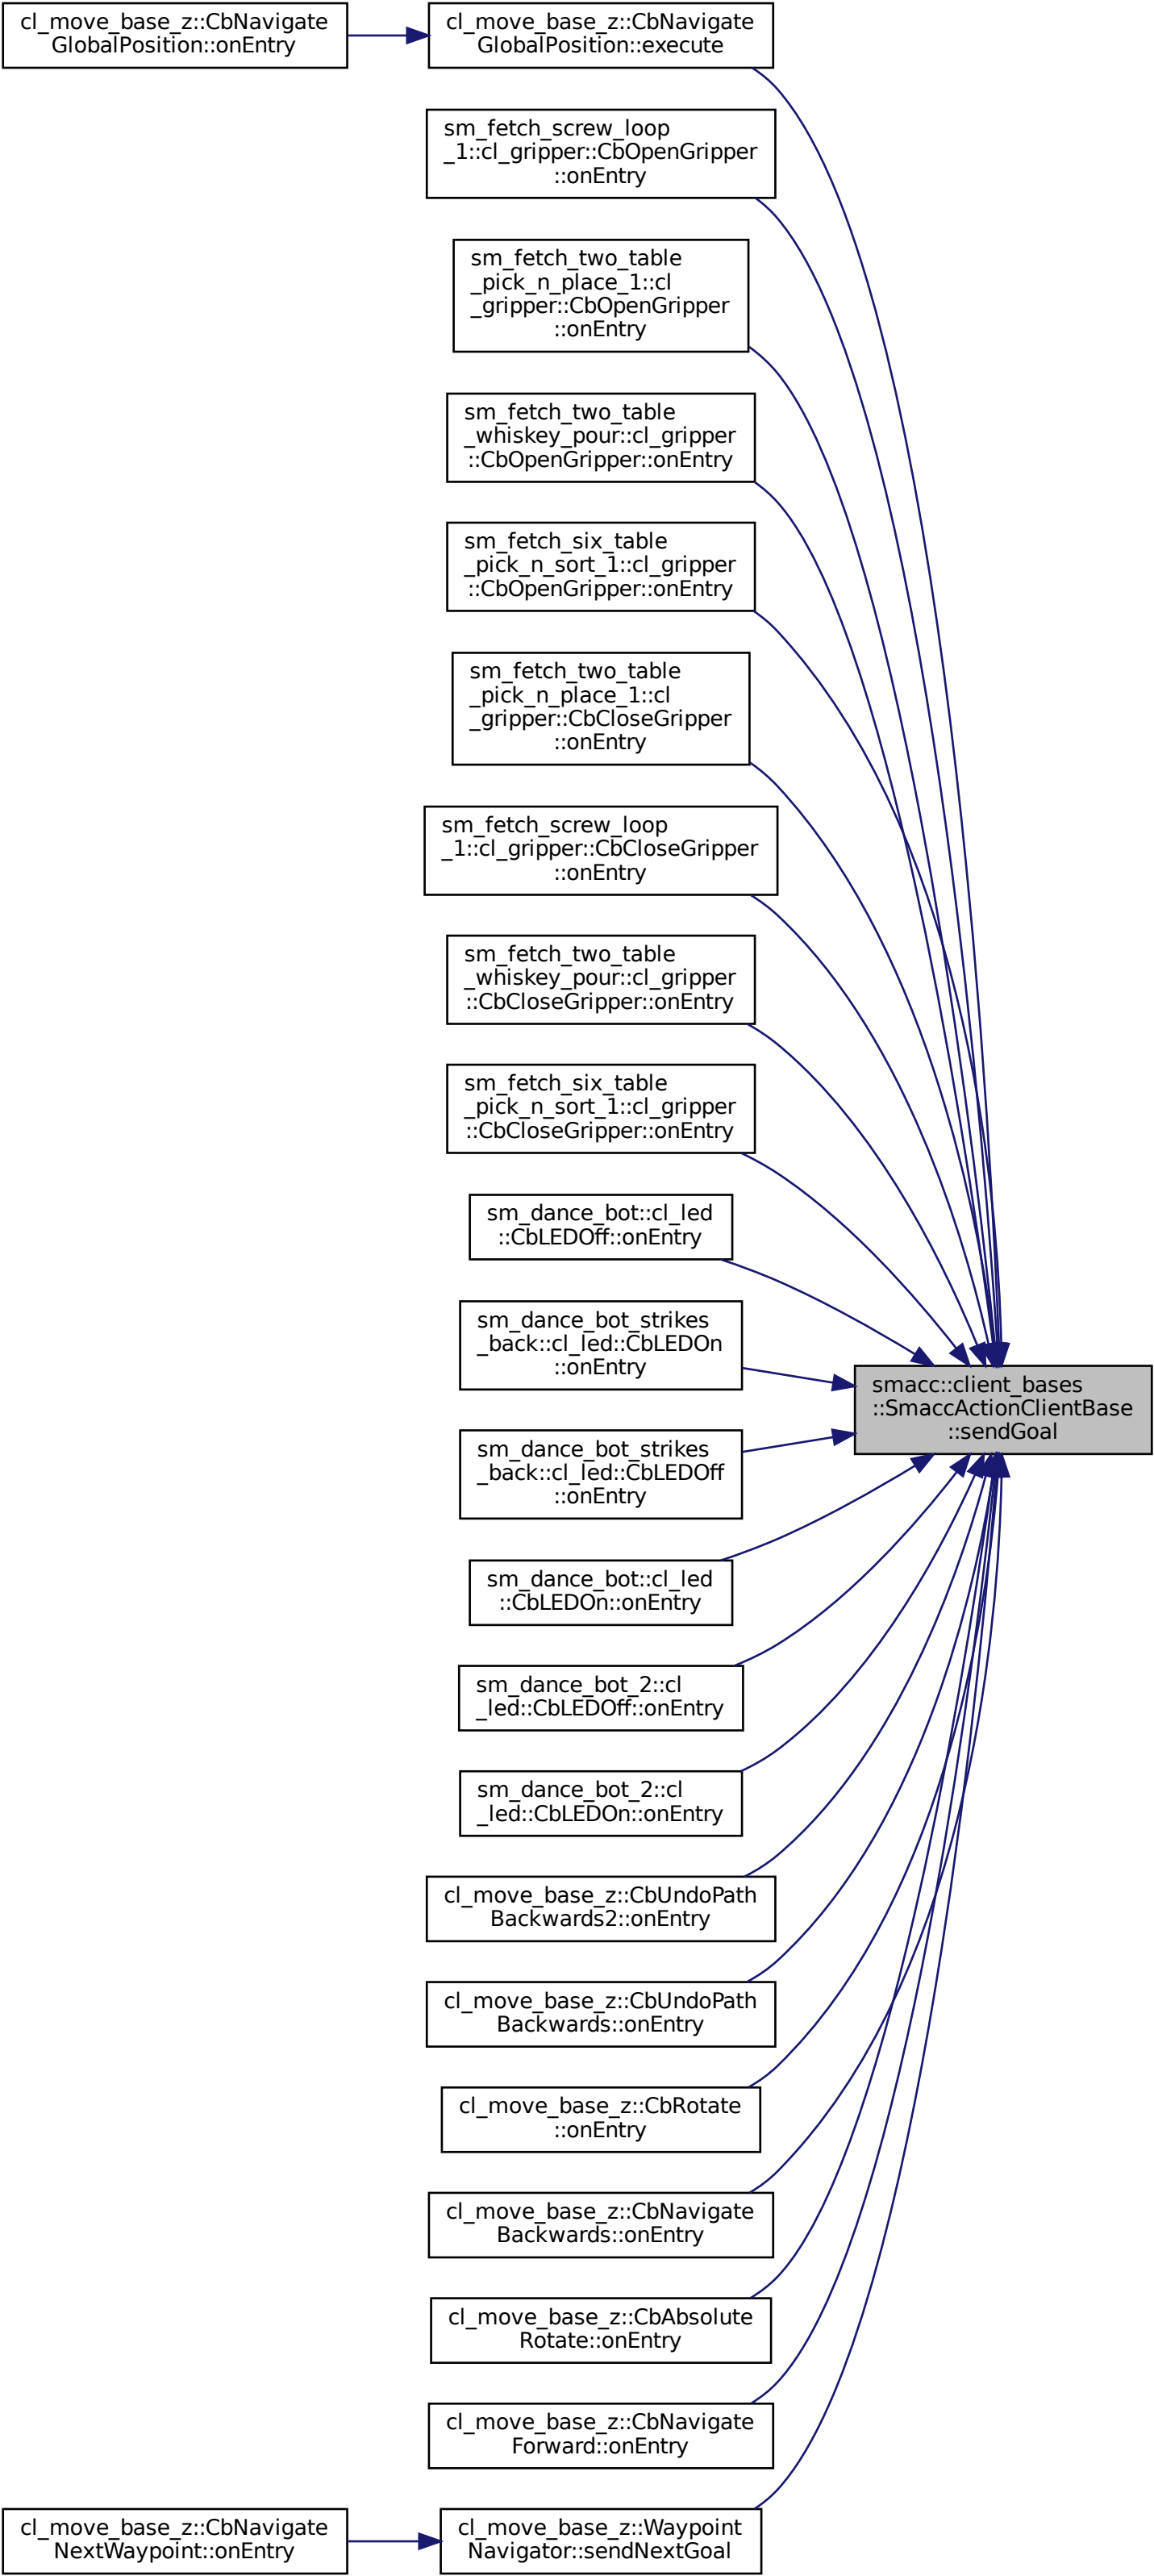 cl_move_base_z::CbNavigate
GlobalPosition::onEntry
cl_move_base_z::CbNavigate
GlobalPosition::execute
sm_fetch_screw_loop
_1::cl_gripper::CbOpenGripper
::onEntry
sm_fetch_two_table
_pick_n_place_1::cl
_gripper::CbOpenGripper
::onEntry
sm_fetch_two_table
_whiskey_pour::cl_gripper
::CbOpenGripper::onEntry
sm_fetch_six_table
_pick_n_sort_1::cl_gripper
::CbOpenGripper::onEntry
sm_fetch_two_table
_pick_n_place_1::cl
_gripper::CbCloseGripper
::onEntry
sm_fetch_screw_loop
_1::cl_gripper::CbCloseGripper
::onEntry
sm_fetch_two_table
_whiskey_pour::cl_gripper
::CbCloseGripper::onEntry
sm_fetch_six_table
_pick_n_sort_1::cl_gripper
::CbCloseGripper::onEntry
sm_dance_bot::cl_led
::CbLEDOff::onEntry
sm_dance_bot_strikes
_back::cl_led::CbLEDOn
::onEntry
smacc::client_bases
::SmaccActionClientBase
::sendGoal
sm_dance_bot_strikes
_back::cl_led::CbLEDOff
::onEntry
sm_dance_bot::cl_led
::CbLEDOn::onEntry
sm_dance_bot_2::cl
_led::CbLEDOff::onEntry
sm_dance_bot_2::cl
_led::CbLEDOn::onEntry
cl_move_base_z::CbUndoPath
Backwards2::onEntry
cl_move_base_z::CbUndoPath
Backwards::onEntry
cl_move_base_z::CbRotate
::onEntry
cl_move_base_z::CbNavigate
Backwards::onEntry
cl_move_base_z::CbAbsolute
Rotate::onEntry
cl_move_base_z::CbNavigate
Forward::onEntry
cl_move_base_z::CbNavigate
NextWaypoint::onEntry
cl_move_base_z::Waypoint
Navigator::sendNextGoal